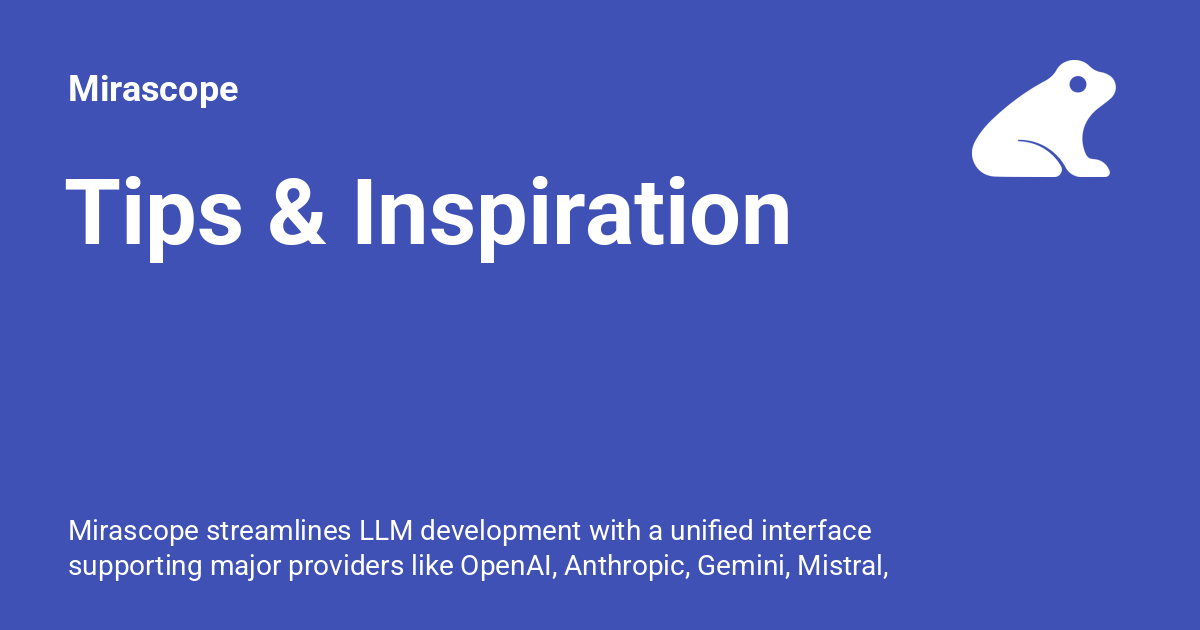 Mirascope
Tips & Inspiration
Mirascope streamlines LLM development with a unified interface
supporting major providers like OpenAI, Anthropic, Gemini, Mistral,